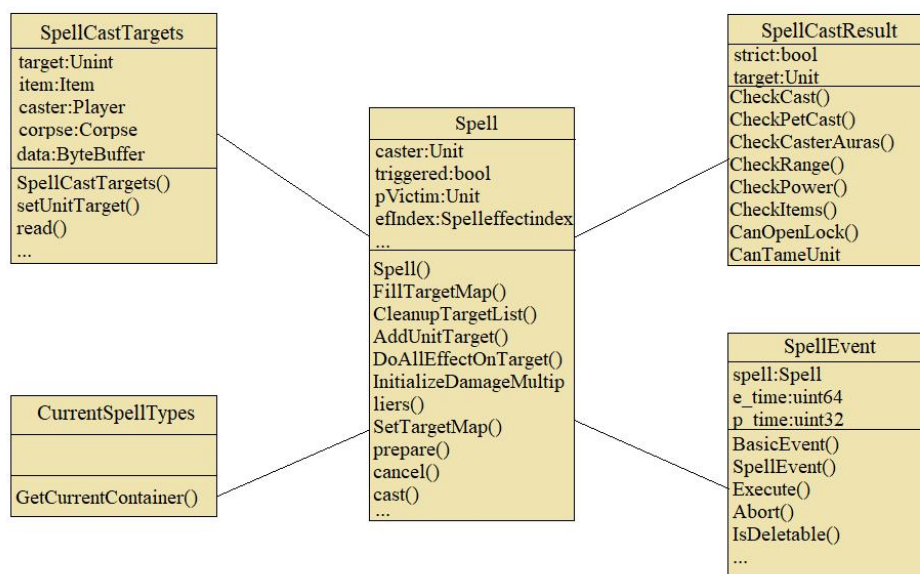 SpellCastTargets
target:Unint
item:Item
caster:Player
corpse:Corpse
data:ByteBuffer
SpellCastTargets()
setUnitTarget()
read()
...
CurrentSpellTypes
GetCurrentContainer()
Spell
caster:Unit
triggered:bool
pVictim:Unit
efIndex:Spelleffectindex
...
Spell()
FillTargetMap()
CleanupTargetList()
AddUnitTarget()
DoAllEffectOnTarget()
InitializeDamageMultip
liers()
SetTargetMap()
prepare()
cancel()
cast()
...
SpellCastResult
strict:bool
target:Unit
CheckCast()
CheckPetCast()
CheckCasterAuras()
CheckRange()
CheckPower()
CheckItems()
CanOpenLock()
CanTameUnit
SpellEvent
spell:Spell
e_time:uint64
p_time:uint32
BasicEvent()
SpellEvent()
Execute()
Abort()
IsDeletable()
...